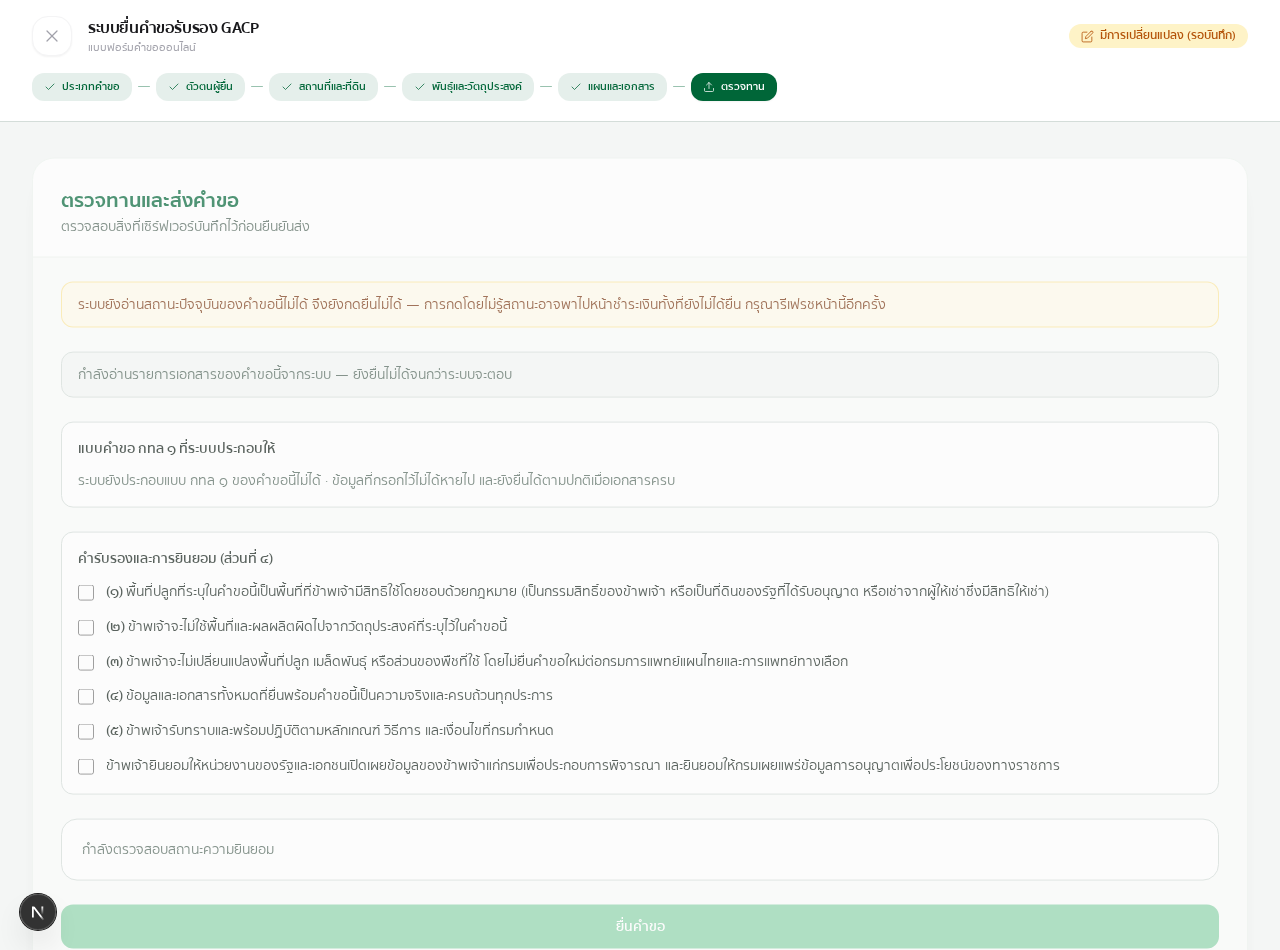 ระบบยื่นคำขอรับรอง GACP
แบบฟอร์มคำขอออนไลน์
มีการเปลี่ยนแปลง (รอบันทึก)
ประเภทคำขอ
ตัวตนผู้ยื่น
สถานที่และที่ดิน
พันธุ์และวัตถุประสงค์
แผนและเอกสาร
ตรวจทาน
ตรวจทานและส่งคำขอ
ตรวจสอบสิ่งที่เซิร์ฟเวอร์บันทึกไว้ก่อนยืนยันส่ง
ระบบยังอ่านสถานะปัจจุบันของคำขอนี้ไม่ได้ จึงยังกดยื่นไม่ได้ — การกดโดยไม่รู้สถานะอาจพาไปหน้าชำระเงินทั้งที่ยังไม่ได้ยื่น กรุณารีเฟรชหน้านี้อีกครั้ง
กำลังอ่านรายการเอกสารของคำขอนี้จากระบบ — ยังยื่นไม่ได้จนกว่าระบบจะตอบ
แบบคำขอ กทล ๑ ที่ระบบประกอบให้
ระบบยังประกอบแบบ กทล ๑ ของคำขอนี้ไม่ได้ · ข้อมูลที่กรอกไว้ไม่ได้หายไป และยังยื่นได้ตามปกติเมื่อเอกสารครบ
คำรับรองและการยินยอม (ส่วนที่ ๔)
(๑) พื้นที่ปลูกที่ระบุในคำขอนี้เป็นพื้นที่ที่ข้าพเจ้ามีสิทธิใช้โดยชอบด้วยกฎหมาย (เป็นกรรมสิทธิ์ของข้าพเจ้า หรือเป็นที่ดินของรัฐที่ได้รับอนุญาต หรือเช่าจากผู้ให้เช่าซึ่งมีสิทธิให้เช่า)
(๒) ข้าพเจ้าจะไม่ใช้พื้นที่และผลผลิตผิดไปจากวัตถุประสงค์ที่ระบุไว้ในคำขอนี้
(๓) ข้าพเจ้าจะไม่เปลี่ยนแปลงพื้นที่ปลูก เมล็ดพันธุ์ หรือส่วนของพืชที่ใช้ โดยไม่ยื่นคำขอใหม่ต่อกรมการแพทย์แผนไทยและการแพทย์ทางเลือก
(๔) ข้อมูลและเอกสารทั้งหมดที่ยื่นพร้อมคำขอนี้เป็นความจริงและครบถ้วนทุกประการ
(๕) ข้าพเจ้ารับทราบและพร้อมปฏิบัติตามหลักเกณฑ์ วิธีการ และเงื่อนไขที่กรมกำหนด
ข้าพเจ้ายินยอมให้หน่วยงานของรัฐและเอกชนเปิดเผยข้อมูลของข้าพเจ้าแก่กรมเพื่อประกอบการพิจารณา และยินยอมให้กรมเผยแพร่ข้อมูลการอนุญาตเพื่อประโยชน์ของทางราชการ
กำลังตรวจสอบสถานะความยินยอม
N
ยื่นคำขอ